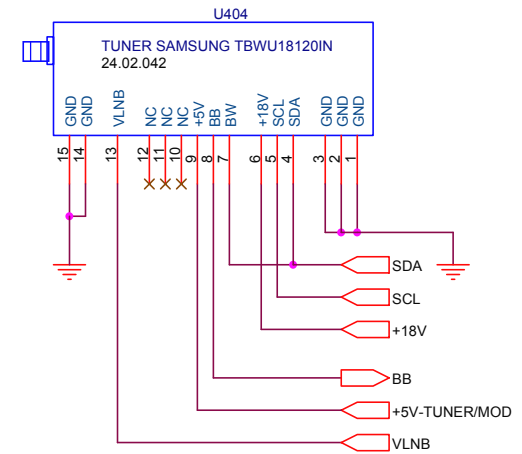 U404
TUNER SAMSUNG TBWU18120IN
24.02.042
GND
GND
VLNB
NC
NC
NC
+5V
BB
BW
+18V
SCL
SDA
GND
GND
GND
15
14
13
12
11
10
9
8
7
6
5
4
3
2
1
SDA
SCL
+18V
BB
+5V-TUNER/MOD
VLNB